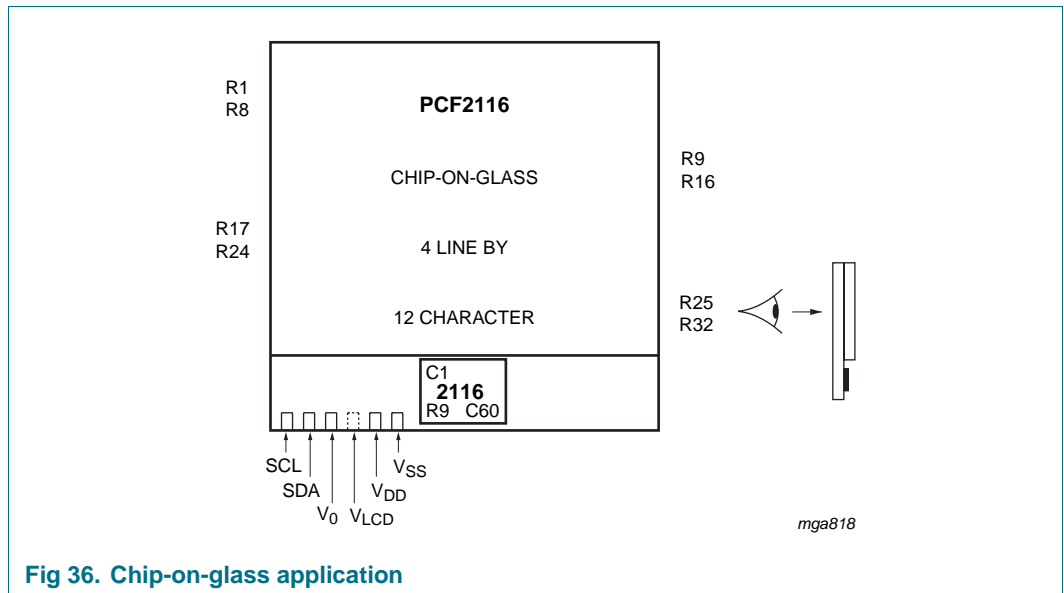 R1
R8
PCF2116
R9
R16
CHIP-ON-GLASS
R17
R24
4 LINE BY
R25
R32
12 CHARACTER
C1
2116
R9 C60
SCL
SDA
V0
VLCD
VDD
VSS
mga818
Fig 36. Chip-on-glass application